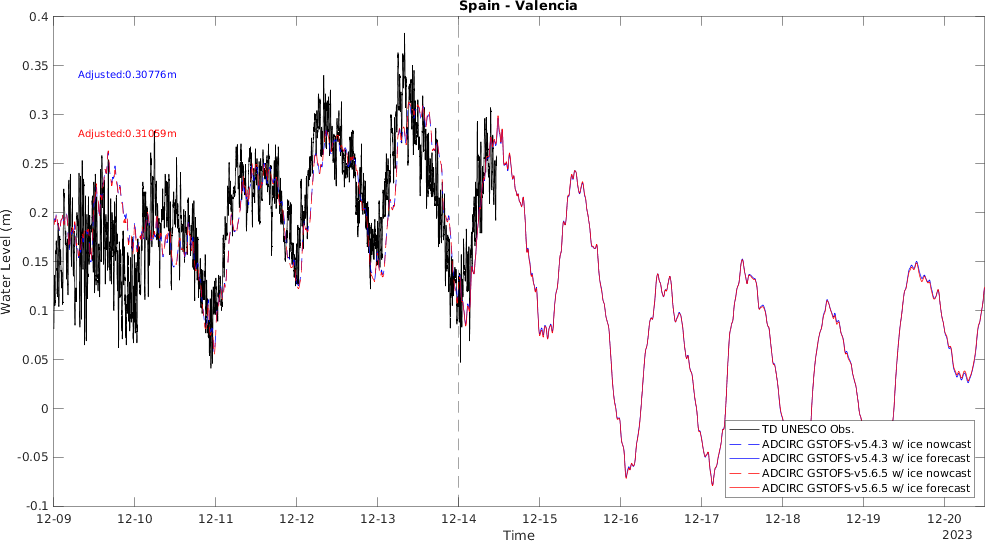 Spain - Valencia
0.4
0.35
0.3
0.25
0.2
0.15
0.1
0.05
0
-0.05
-0.1
Water Level (m)
Adjusted:0.30776m
Adjusted:0.31059m
TD UNESCO Obs.
ADCIRC GSTOFS-v5.4.3 w/ ice nowcast
ADCIRC GSTOFS-v5.4.3 w/ ice forecast
ADCIRC GSTOFS-v5.6.5 w/ ice nowcast
ADCIRC GSTOFS-v5.6.5 w/ ice forecast
12-09 12-10 12-11 12-12 12-13 12-14 12-15 12-16 12-17 12-18 12-19 12-20
Time
2023